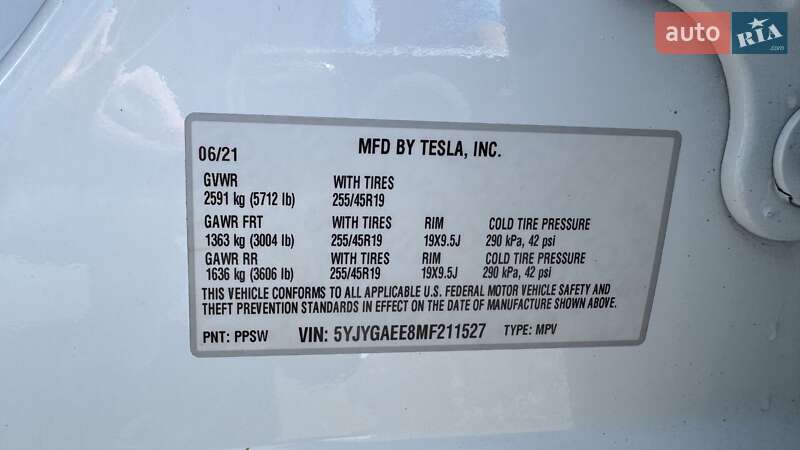 auto RIA .com
06/21 MFD BY TESLA, INC.
GVWR WITH TIRES
2591 kg (5712 lb) 255/45R19
GAWR FRT WITH TIRES RIM COLD TIRE PRESSURE
1363 kg (3004 lb) 255/45R19 19X9.5J 290 kPa, 42 psi
GAWR RR WITH TIRES RIM COLD TIRE PRESSURE
1636 kg (3606 lb) 255/45R19 19X9.5J 290 kPa, 42 psi
THIS VEHICLE CONFORMS TO ALL APPLICABLE U.S. FEDERAL MOTOR VEHICLE SAFETY AND
THEFT PREVENTION STANDARDS IN EFFECT ON THE DATE OF MANUFACTURE SHOWN ABOVE.
PNT: PPSW VIN: 5YJYGAEE8MF211527 TYPE: MPV